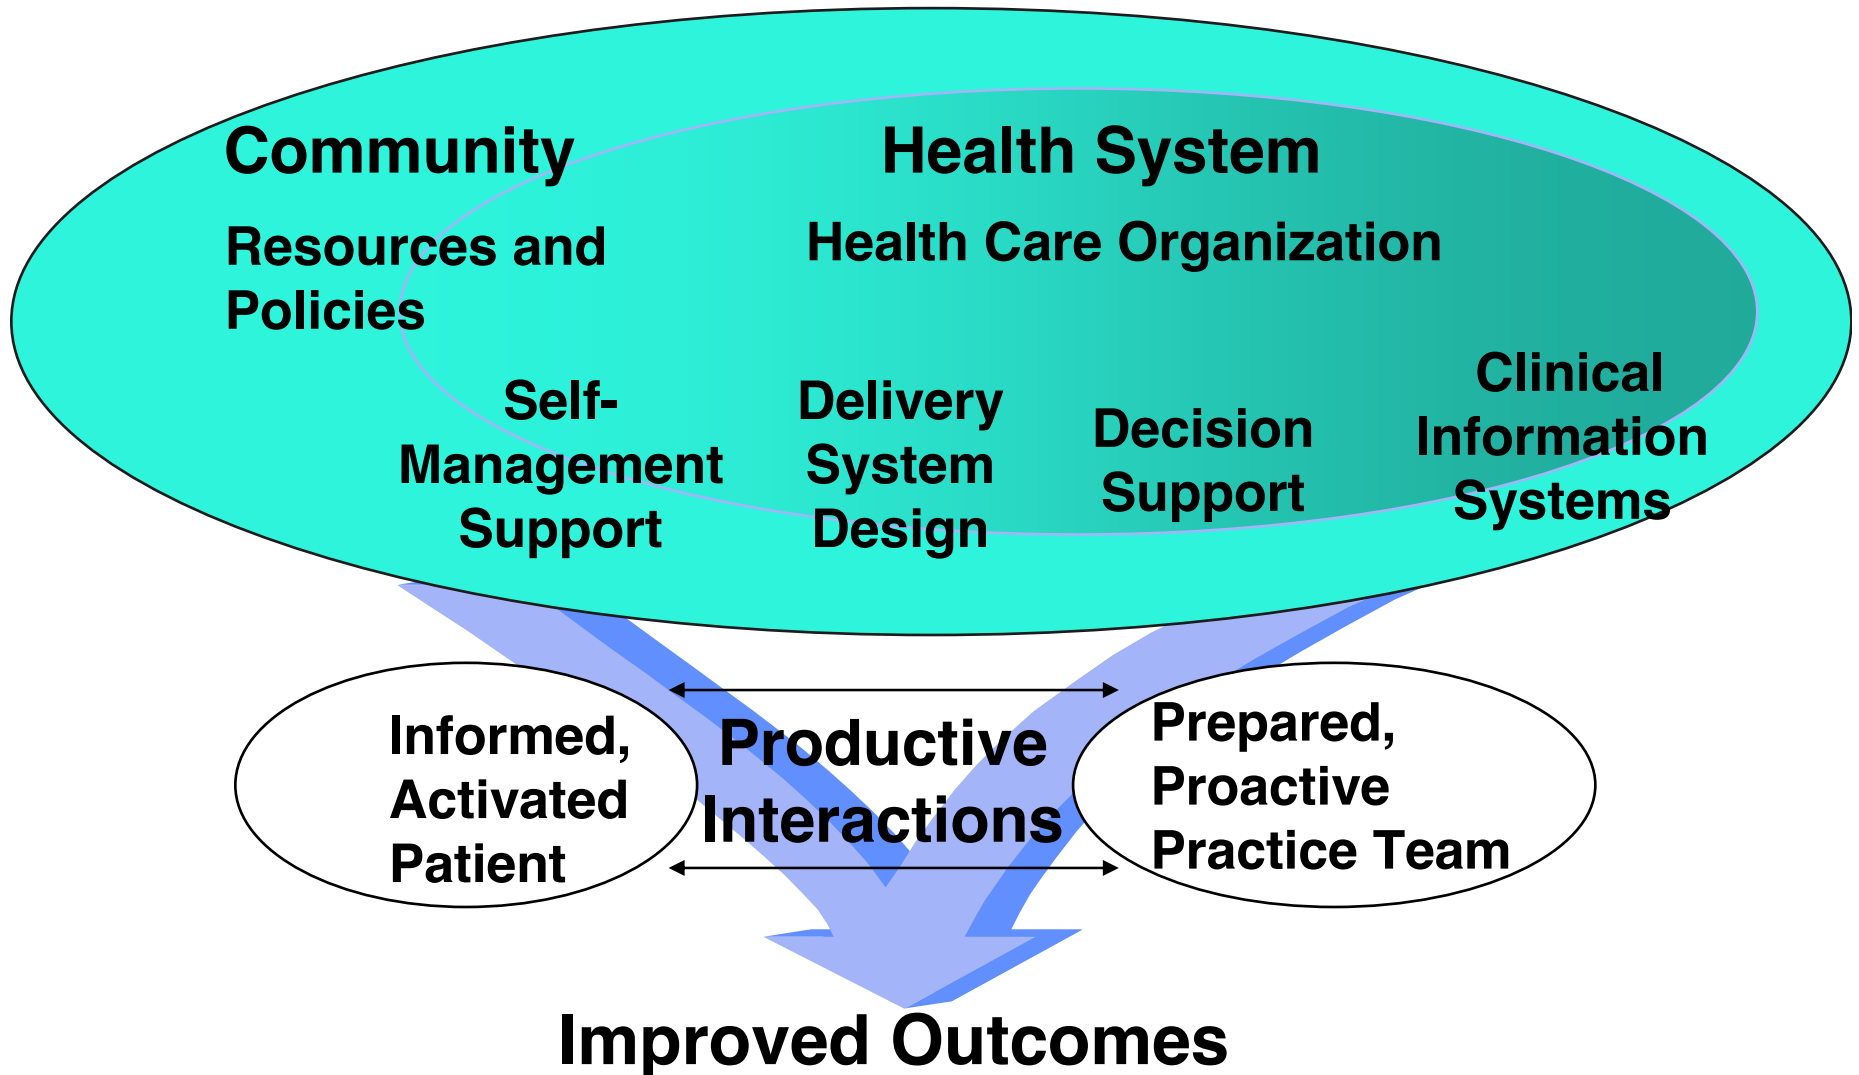 Community
Resources and
Policies
Health System
Health Care Organization
Self-
Management
Support
Delivery
System
Design
Decision
Support
Clinical
Information
Systems
Informed,
Activated
Patient
Productive
Interactions
Prepared,
Proactive
Practice Team
Improved Outcomes